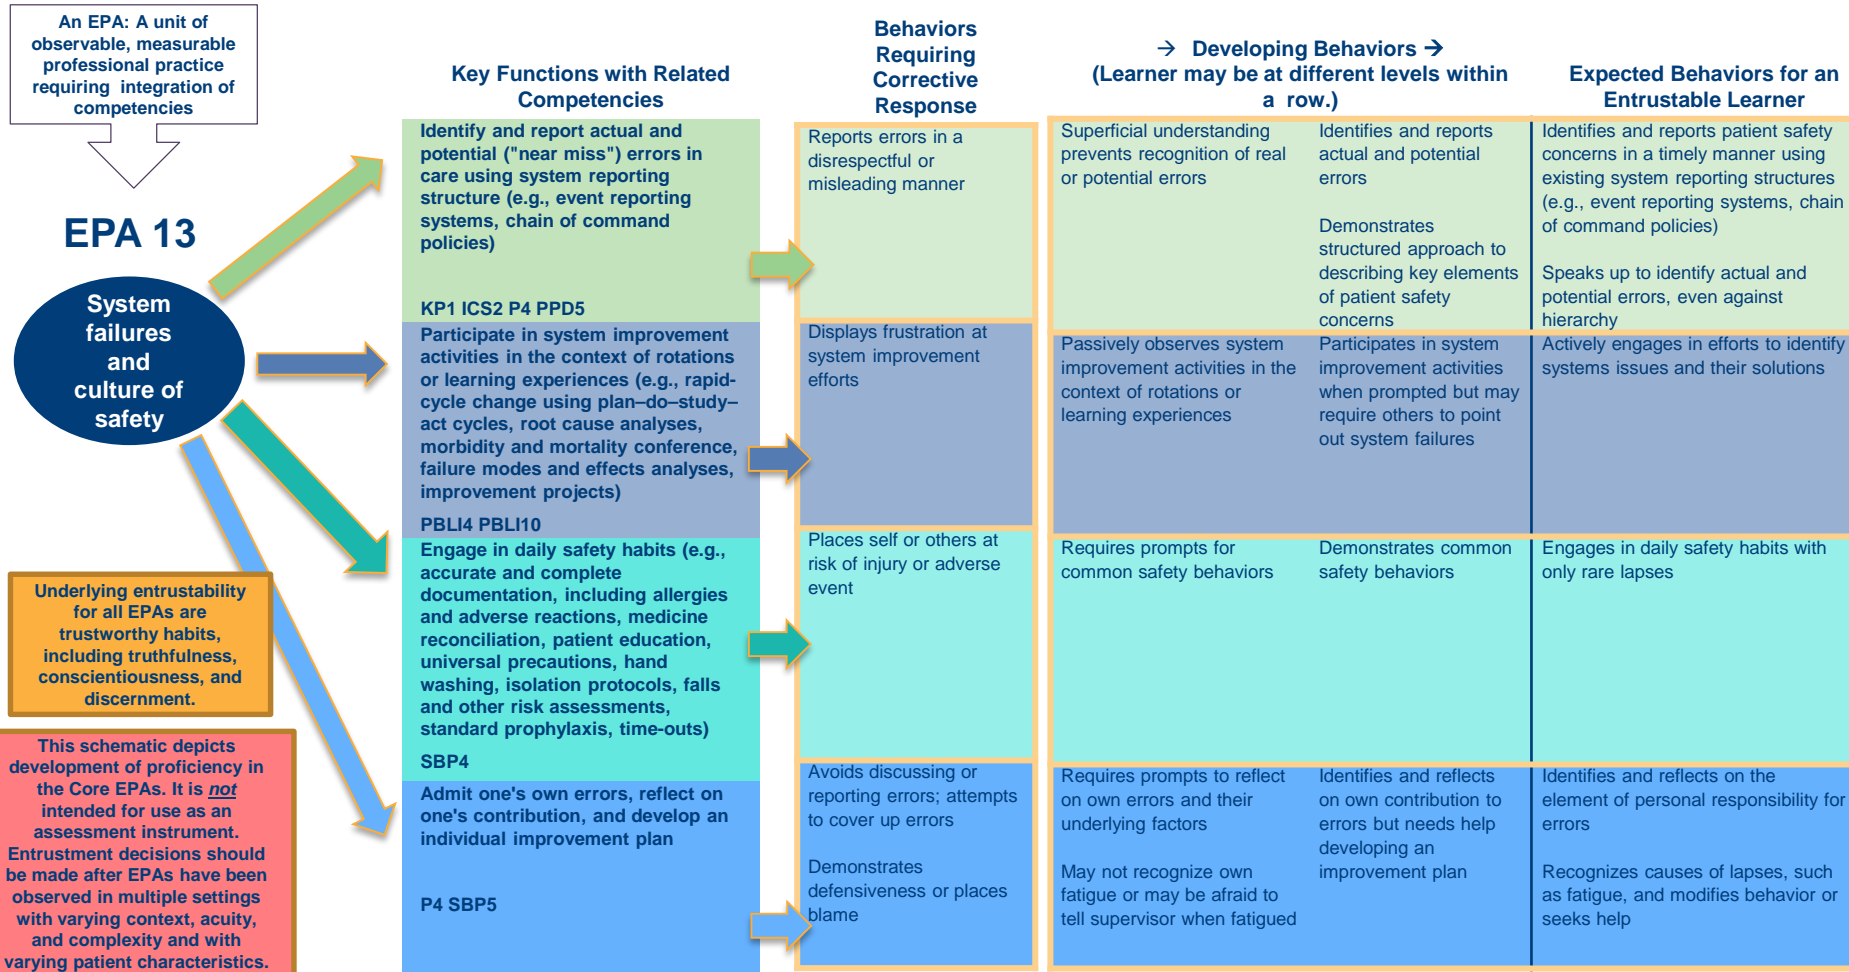 An EPA: A unit of
observable, measurable
professional practice
requiring  integration of
competencies
EPA 13
System
failures
and
culture of
safety
Underlying entrustability
for all EPAs are
trustworthy habits,
including truthfulness,
conscientiousness, and
discernment.
This schematic depicts
development of proficiency in
the Core EPAs. It is not
intended for use as an
assessment instrument.
Entrustment decisions should
be made after EPAs have been
observed in multiple settings
with varying context, acuity,
and complexity and with
varying patient characteristics.
Key Functions with Related
Competencies
Behaviors
Requiring
Corrective
Response
→ Developing Behaviors →
(Learner may be at different levels within
a row.)
Expected Behaviors for an
Entrustable Learner
Identify and report actual and
potential ("near miss") errors in
care using system reporting
structure (e.g., event reporting
systems, chain of command
policies)
KP1 ICS2 P4 PPD5
Reports errors in a
disrespectful or
misleading manner
Superficial understanding
prevents recognition of real
or potential errors
Identifies and reports
actual and potential
errors
Demonstrates
structured approach to
describing key elements
of patient safety
concerns
Identifies and reports patient safety
concerns in a timely manner using
existing system reporting structures
(e.g., event reporting systems, chain
of command policies)
Speaks up to identify actual and
potential errors, even against
hierarchy
Participate in system improvement
activities in the context of rotations
or learning experiences (e.g., rapid-
cycle change using plan–do–study–
act cycles, root cause analyses,
morbidity and mortality conference,
failure modes and effects analyses,
improvement projects)
PBLI4 PBLI10
Displays frustration at
system improvement
efforts
Passively observes system
improvement activities in the
context of rotations or
learning experiences
Participates in system
improvement activities
when prompted but may
require others to point
out system failures
Actively engages in efforts to identify
systems issues and their solutions
Engage in daily safety habits (e.g.,
accurate and complete
documentation, including allergies
and adverse reactions, medicine
reconciliation, patient education,
universal precautions, hand
washing, isolation protocols, falls
and other risk assessments,
standard prophylaxis, time-outs)
SBP4
Places self or others at
risk of injury or adverse
event
Requires prompts for
common safety behaviors
Demonstrates common
safety behaviors
Engages in daily safety habits with
only rare lapses
Admit one's own errors, reflect on
one's contribution, and develop an
individual improvement plan
P4 SBP5
Avoids discussing or
reporting errors; attempts
to cover up errors
Demonstrates
defensiveness or places
blame
Requires prompts to reflect
on own errors and their
underlying factors
May not recognize own
fatigue or may be afraid to
tell supervisor when fatigued
Identifies and reflects
on own contribution to
errors but needs help
developing an
improvement plan
Identifies and reflects on the
element of personal responsibility for
errors
Recognizes causes of lapses, such
as fatigue, and modifies behavior or
seeks help